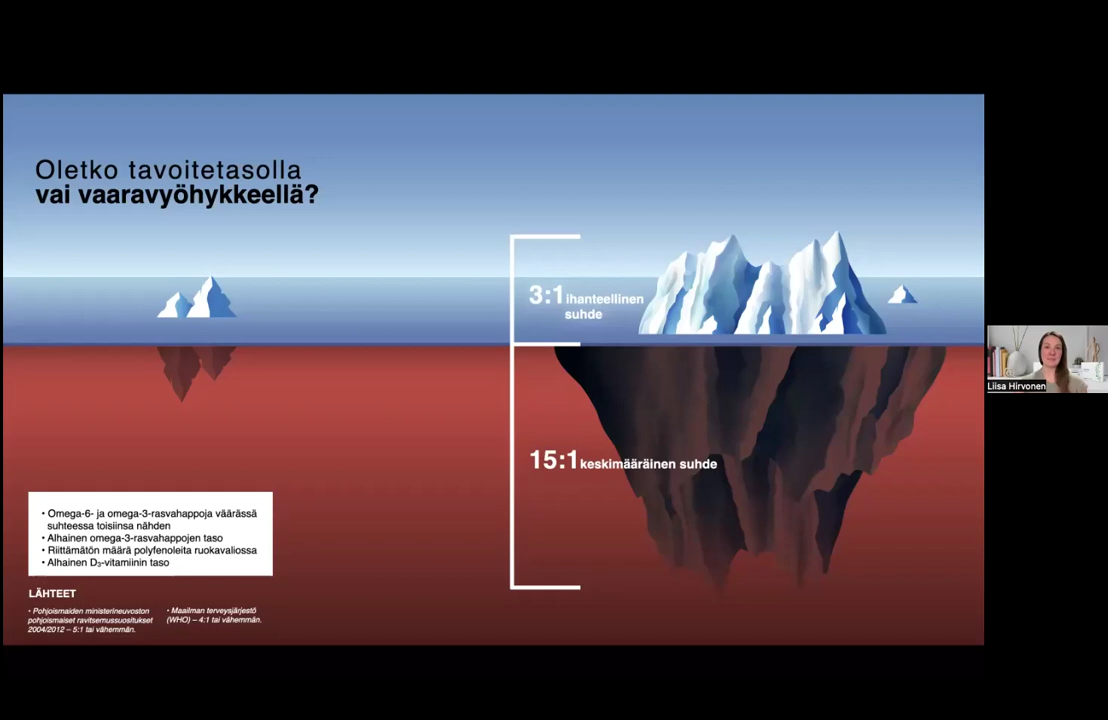 Oletko tavoitetasolla
vai vaaravyöhykkeellä?
3:1 ihanteellinen
suhde
15:1 keskimääräinen suhde
• Omega-6- ja omega-3-rasvahappoja väärässä
suhteessa toisiinsa nähden
• Alhainen omega-3-rasvahappojen taso
• Riittämätön määrä polyfenoleita ruokavaliossa
• Alhainen D₃-vitamiinin taso
LÄHTEET
• Pohjoismaiden ministerineuvoston
pohjoismaiset ravitsemussuositukset
2004/2012 – 5:1 tai vähemmän.
• Maailman terveysjärjestö
(WHO) – 4:1 tai vähemmän.
Liisa Hirvonen